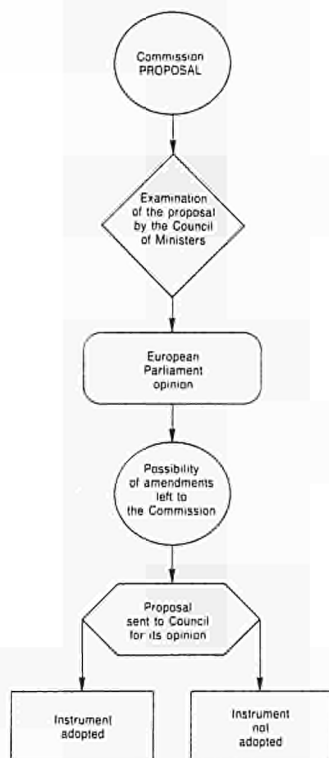 Commission
PROPOSAL
Examination
of the proposal
by the Council
of Ministers
European
Parliament
opinion
Possibility
of amendments
left to
the Commission
Proposal
sent to Council
for its opinion
Instrument
adopted
Instrument
not
adopted